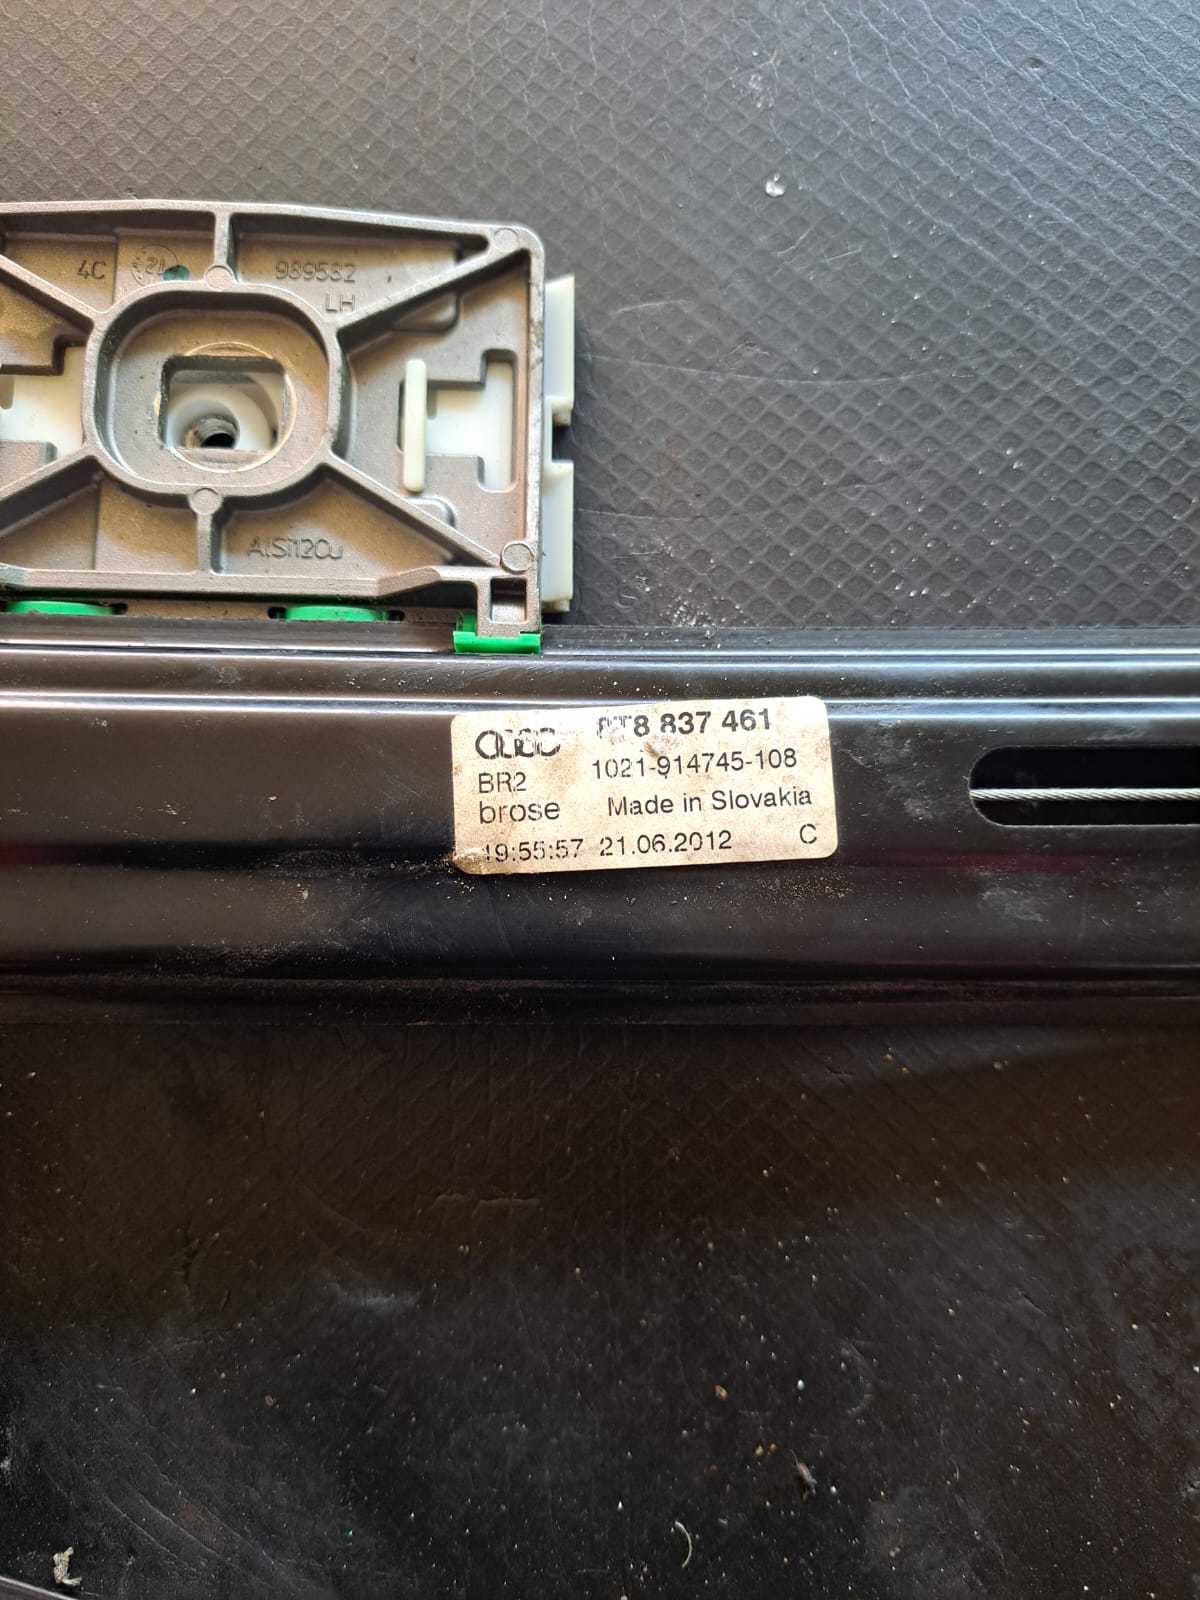 4C
21
989582
LH
AlSi12Cu
8T8 837 461
BR2 1021-914745-108
brose Made in Slovakia
19:55:57 21.06.2012 C